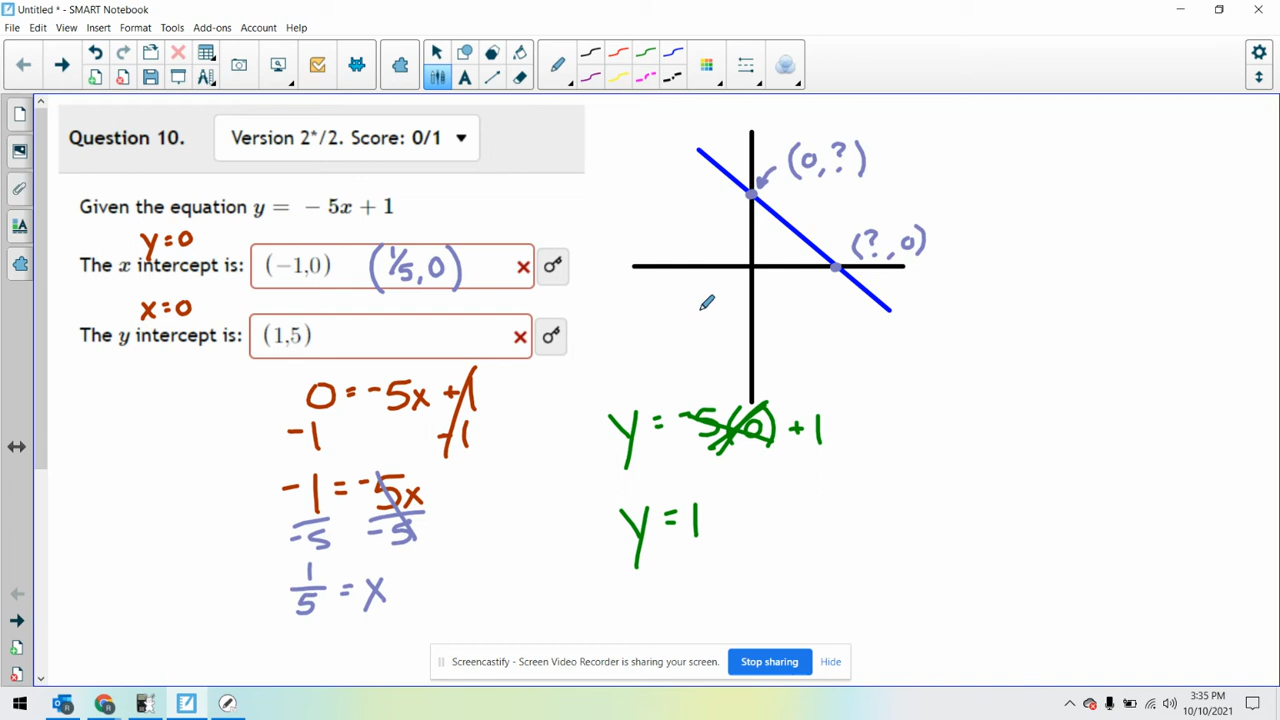 Untitled * - SMART Notebook
File Edit View Insert Format Tools Add-ons Account Help
Question 10. Version 2*/2. Score: 0/1
Given the equation y = − 5x + 1
y=0
The x intercept is: (−1,0) (1/5, 0)
x=0
The y intercept is: (1,5)
0 = -5x +1
-1 -1
-1 = -5x
-5 -5
1/5 = x
(0,?)
(?,0)
y = -5(0) + 1
y = 1
Screencastify - Screen Video Recorder is sharing your screen. Stop sharing Hide
3:35 PM
10/10/2021